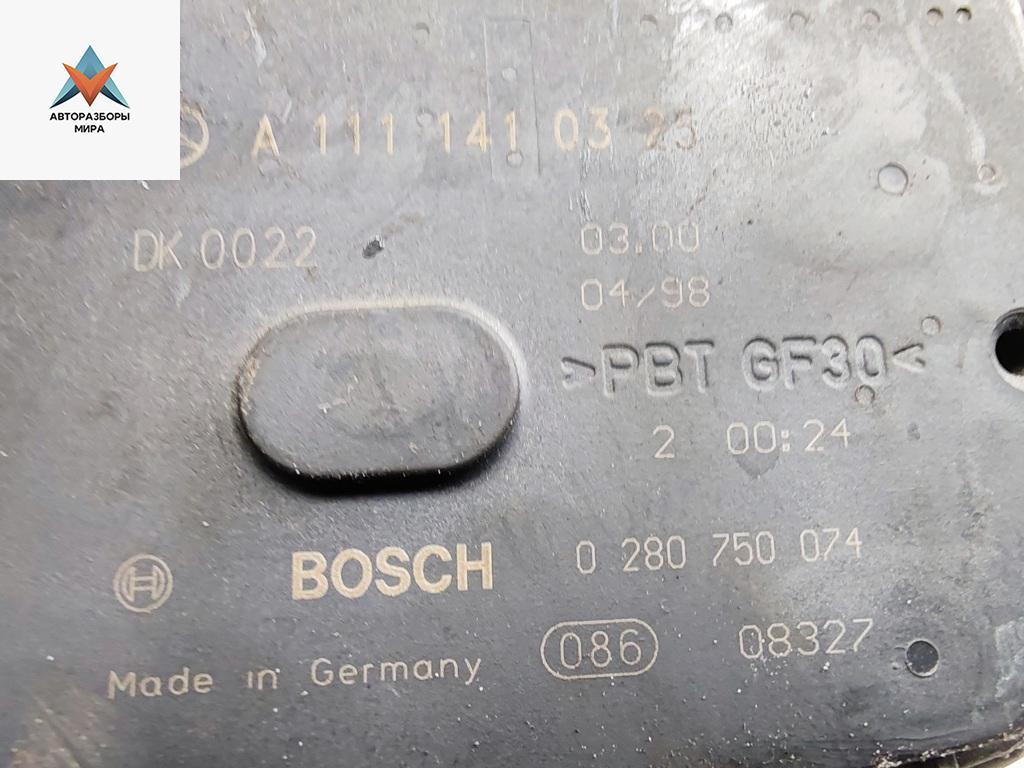 АВТОРАЗБОРЫ
МИРА
A 111 141 03 25
DK 0022
03.00
04/98
>PBT GF30<
2 00:24
BOSCH 0 280 750 074
Made in Germany 086 08327